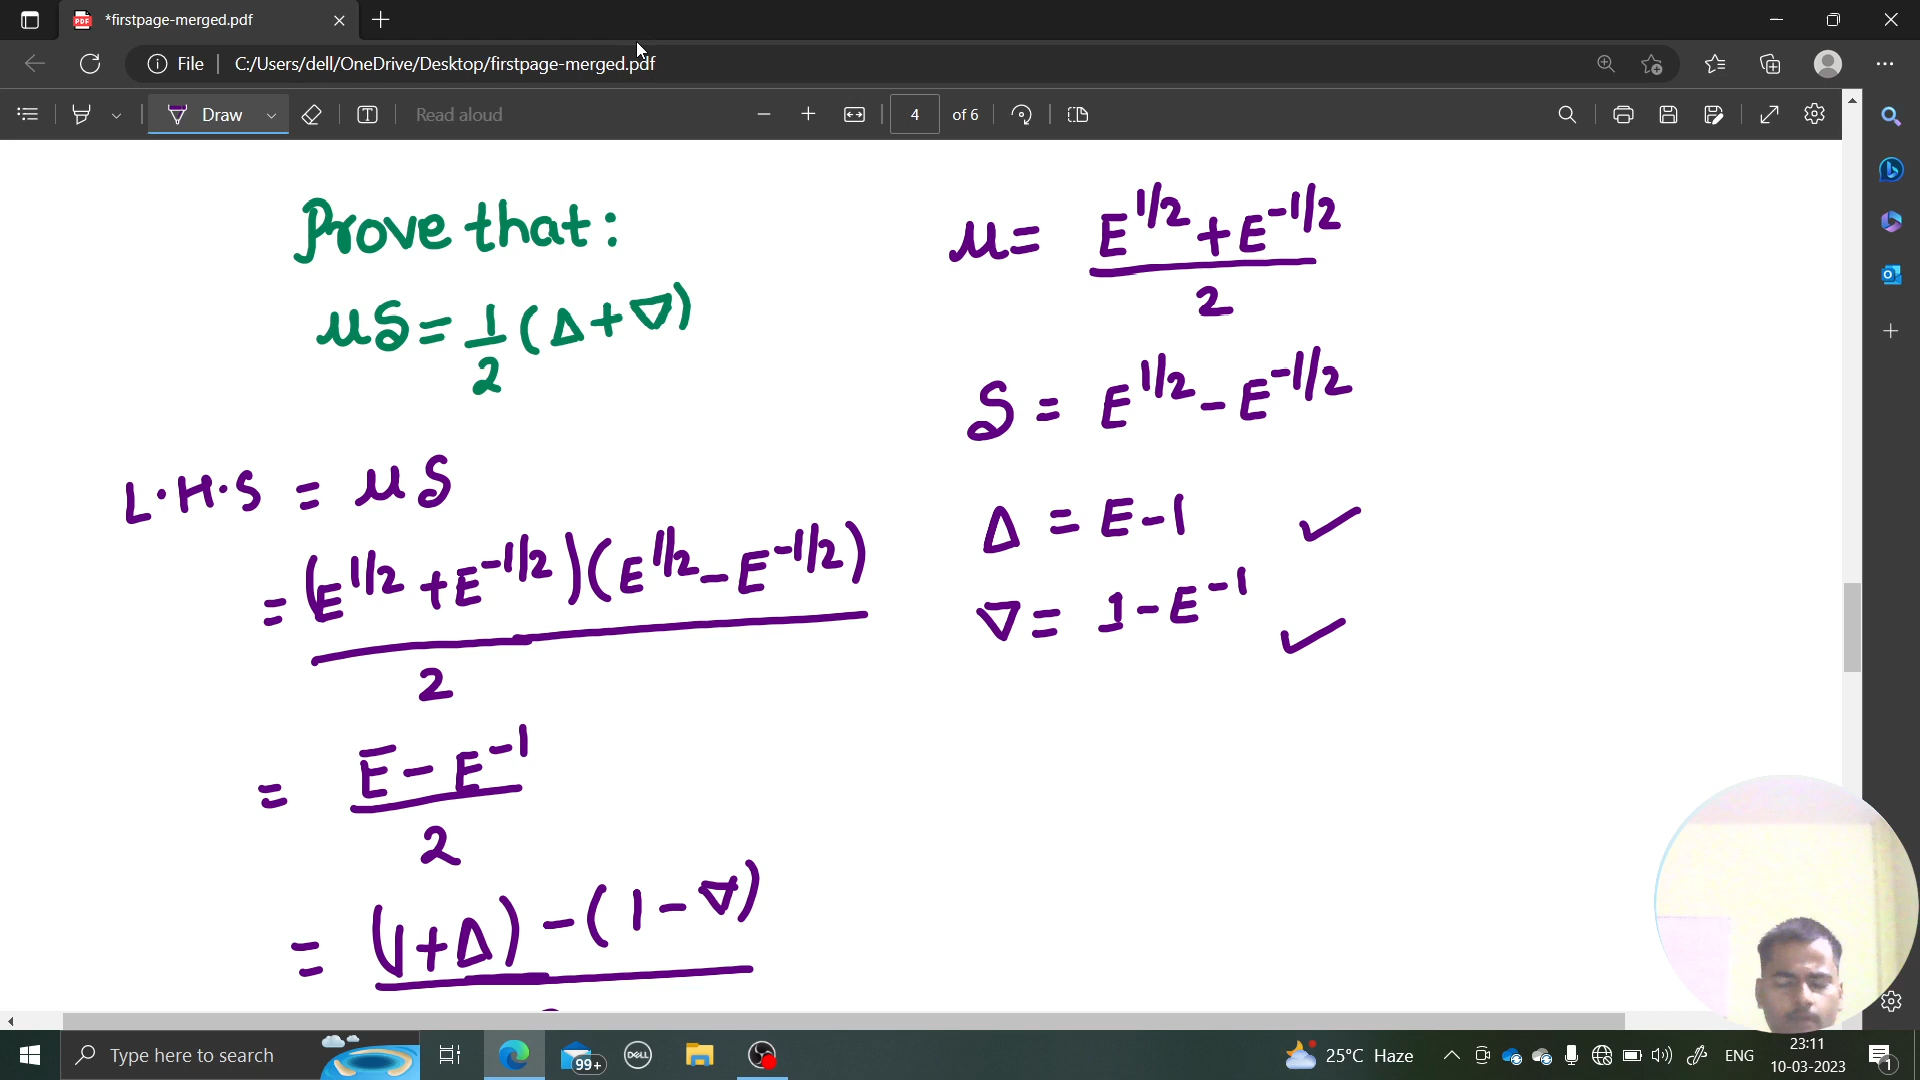 *firstpage-merged.pdf
File | C:/Users/dell/OneDrive/Desktop/firstpage-merged.pdf
Draw
Read aloud
4 of 6
Prove that:
μδ = 1/2 (Δ + ∇)
μ = (E^1/2 + E^-1/2) / 2
δ = E^1/2 - E^-1/2
Δ = E - 1 ✓
∇ = 1 - E^-1 ✓
L.H.S = μδ
= (E^1/2 + E^-1/2)(E^1/2 - E^-1/2) / 2
= (E - E^-1) / 2
= (1+Δ) - (1-∇)
Type here to search
99+
DELL
25°C Haze
ENG
23:11
10-03-2023
1